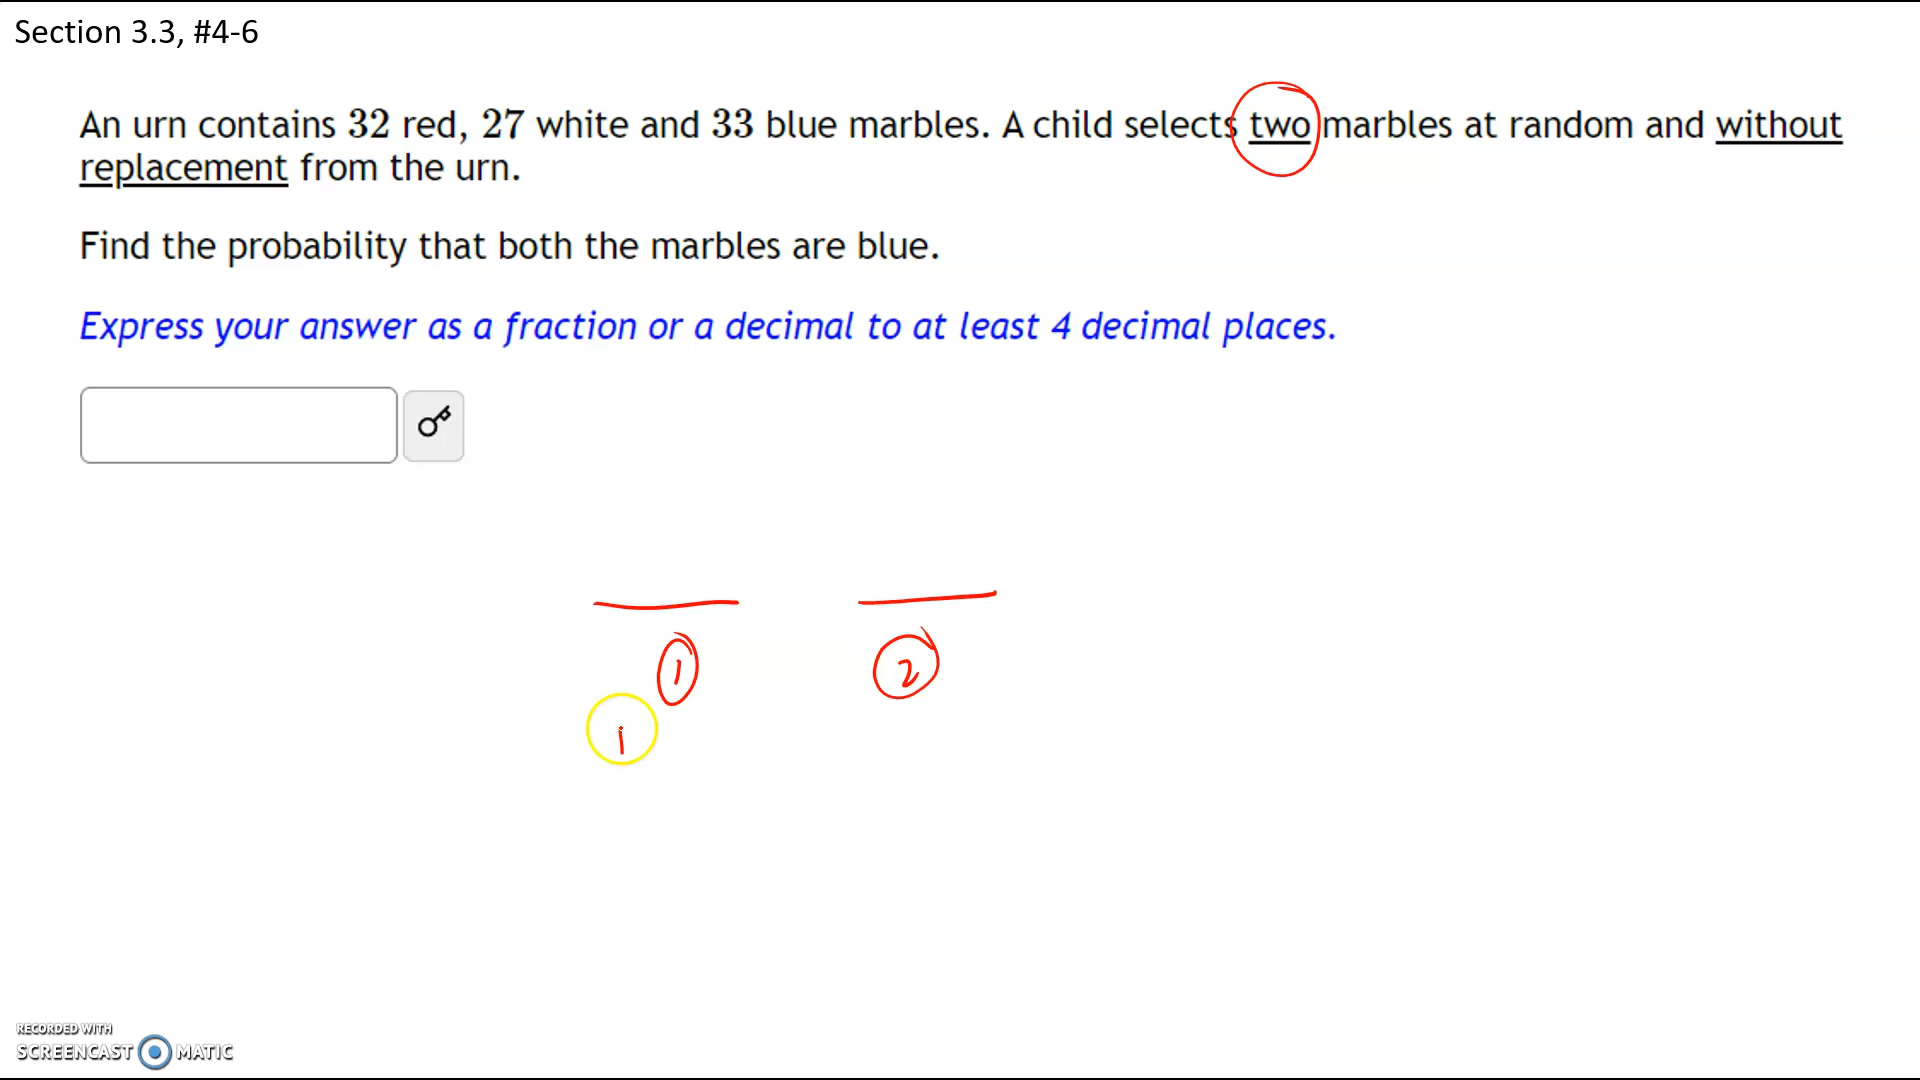 Section 3.3, #4-6
An urn contains 32 red, 27 white and 33 blue marbles. A child selects two marbles at random and without
replacement from the urn.
Find the probability that both the marbles are blue.
Express your answer as a fraction or a decimal to at least 4 decimal places.
1 2
RECORDED WITH
SCREENCAST MATIC